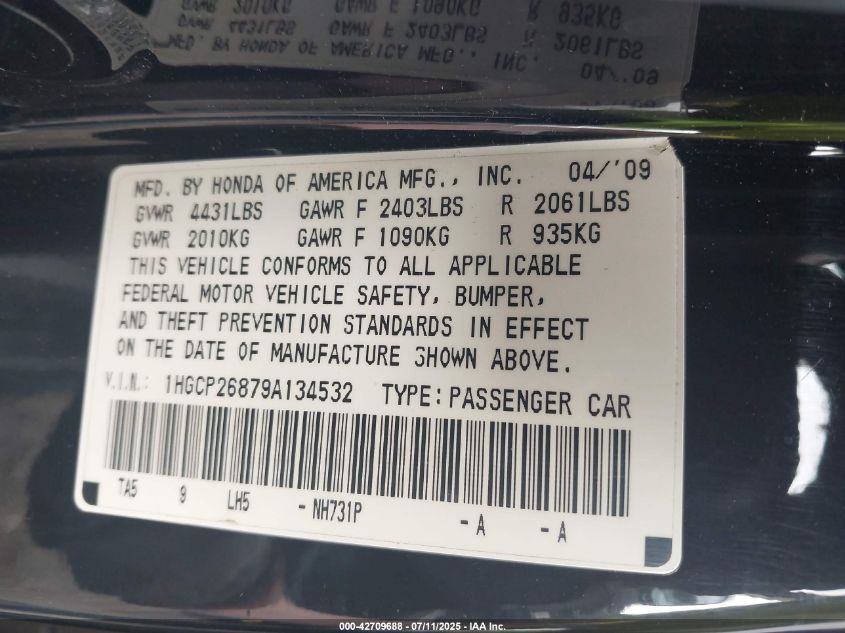 MFD. BY HONDA OF AMERICA MFG., INC. 04/'09
GVWR 4431LBS GAWR F 2403LBS R 2061LBS
GVWR 2010KG GAWR F 1090KG R 935KG
THIS VEHICLE CONFORMS TO ALL APPLICABLE
FEDERAL MOTOR VEHICLE SAFETY, BUMPER,
AND THEFT PREVENTION STANDARDS IN EFFECT
ON THE DATE OF MANUFACTURE SHOWN ABOVE.
V.I.N.: 1HGCP26879A134532 TYPE: PASSENGER CAR
TA5 9 LH5 - NH731P - A - A
000-42709688 - 07/11/2025 - IAA Inc.